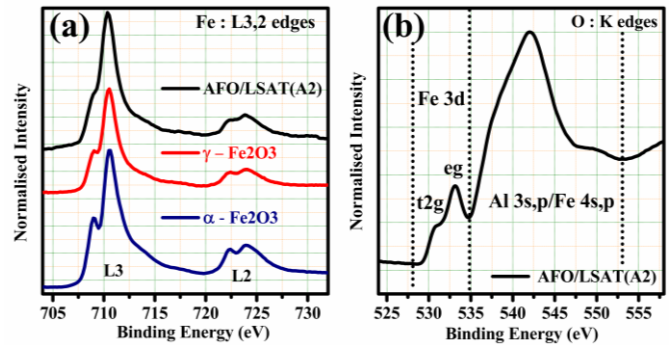 (a)
Fe : L3,2 edges
AFO/LSAT(A2)
γ – Fe2O3
α - Fe2O3
L3
L2
Normalised Intensity
705 710 715 720 725 730
Binding Energy (eV)
(b)
O : K edges
Fe 3d
eg
t2g
Al 3s,p/Fe 4s,p
AFO/LSAT(A2)
Normalised Intensity
525 530 535 540 545 550 555
Binding Energy (eV)